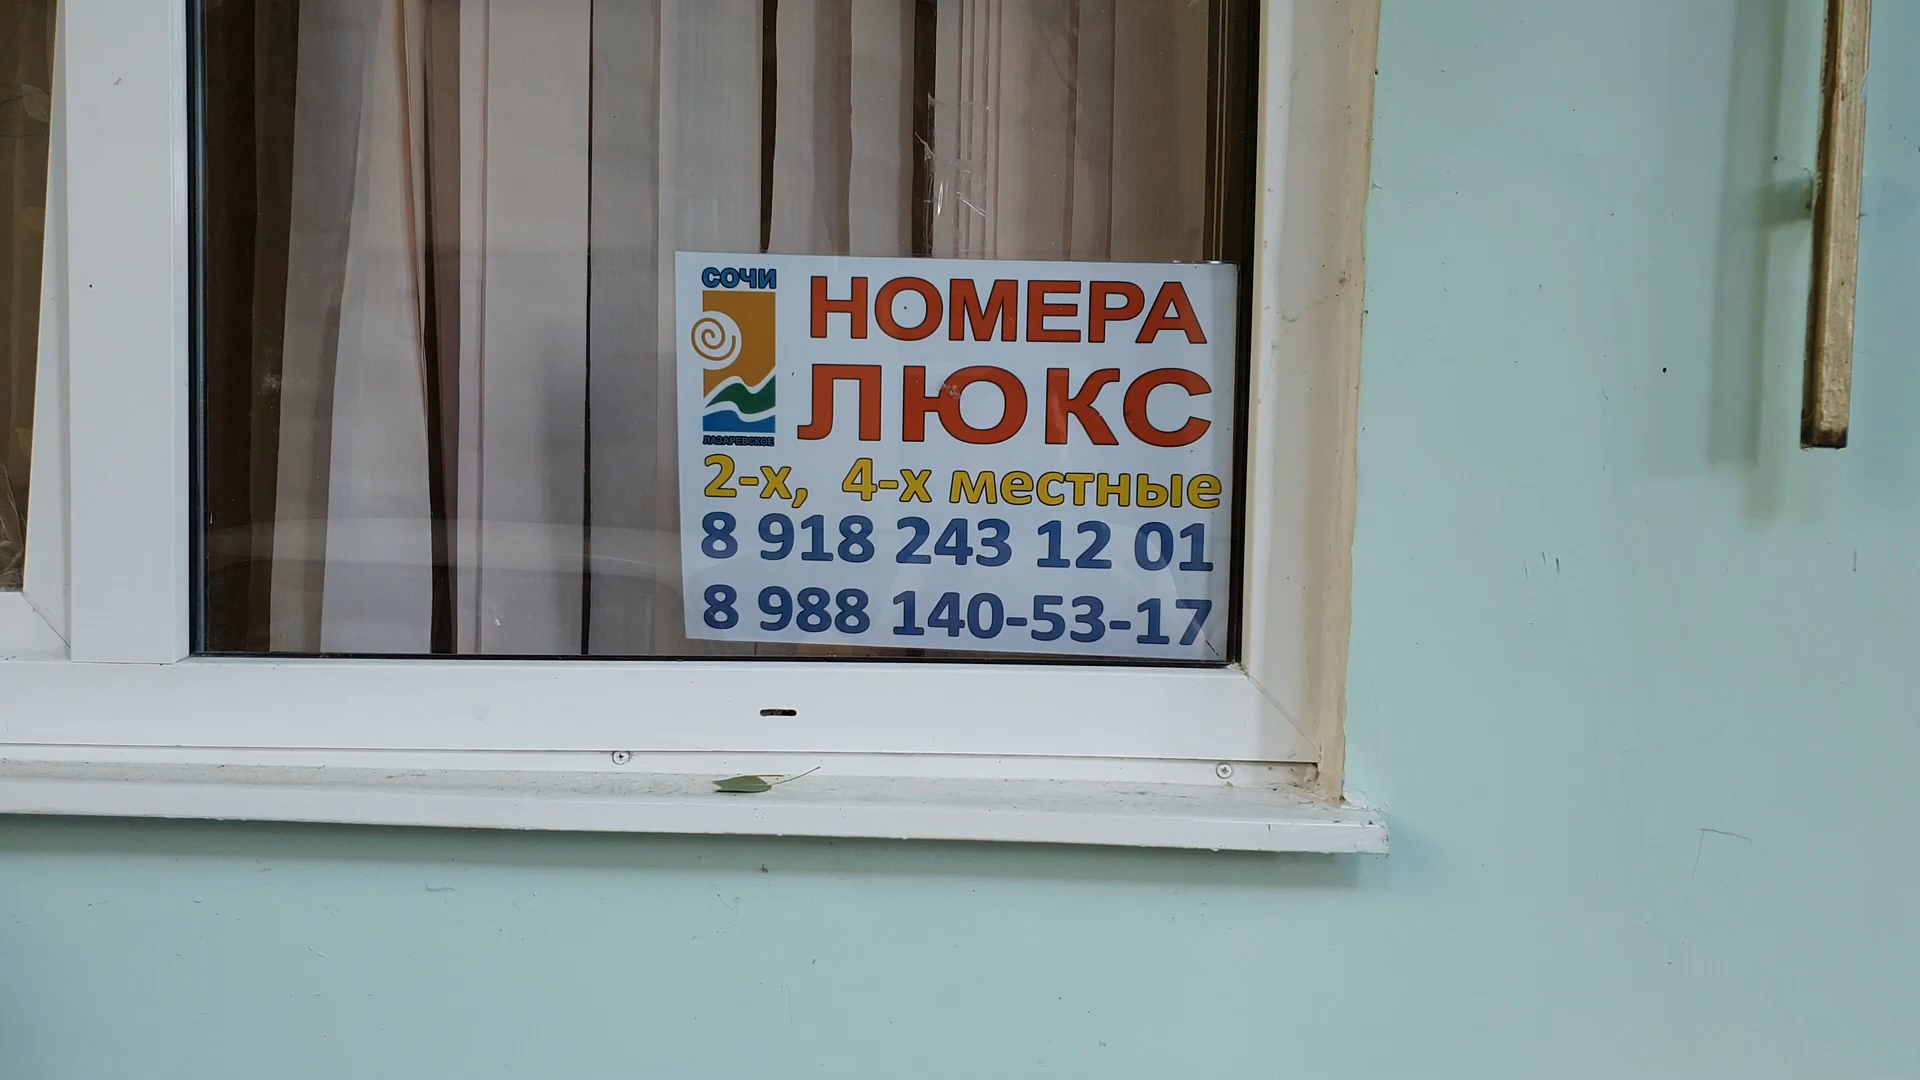 СОЧИ
ЛАЗАРЕВСКОЕ
НОМЕРА
ЛЮКС
2-х, 4-х местные
8 918 243 12 01
8 988 140-53-17